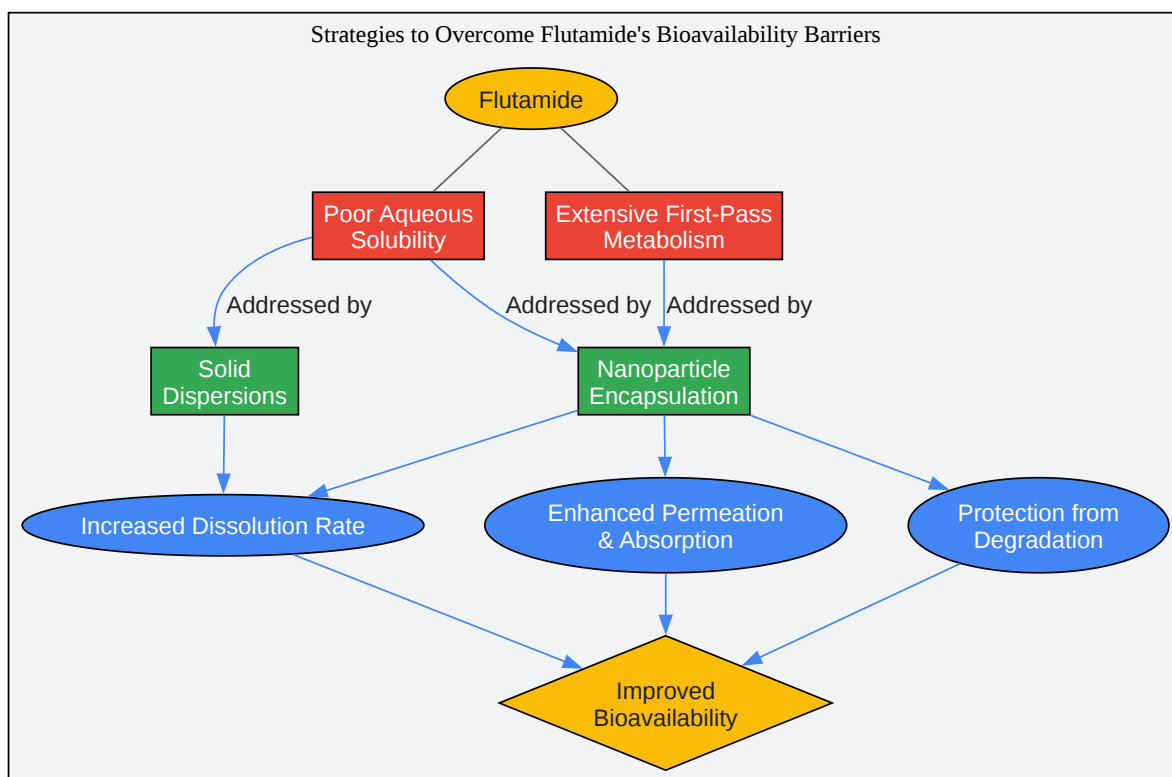 Strategies to Overcome Flutamide's Bioavailability Barriers
Flutamide
Poor Aqueous
Solubility
Extensive First-Pass
Metabolism
Addressed by
Addressed by
Addressed by
Solid
Dispersions
Nanoparticle
Encapsulation
Increased Dissolution Rate
Enhanced Permeation
& Absorption
Protection from
Degradation
Improved
Bioavailability